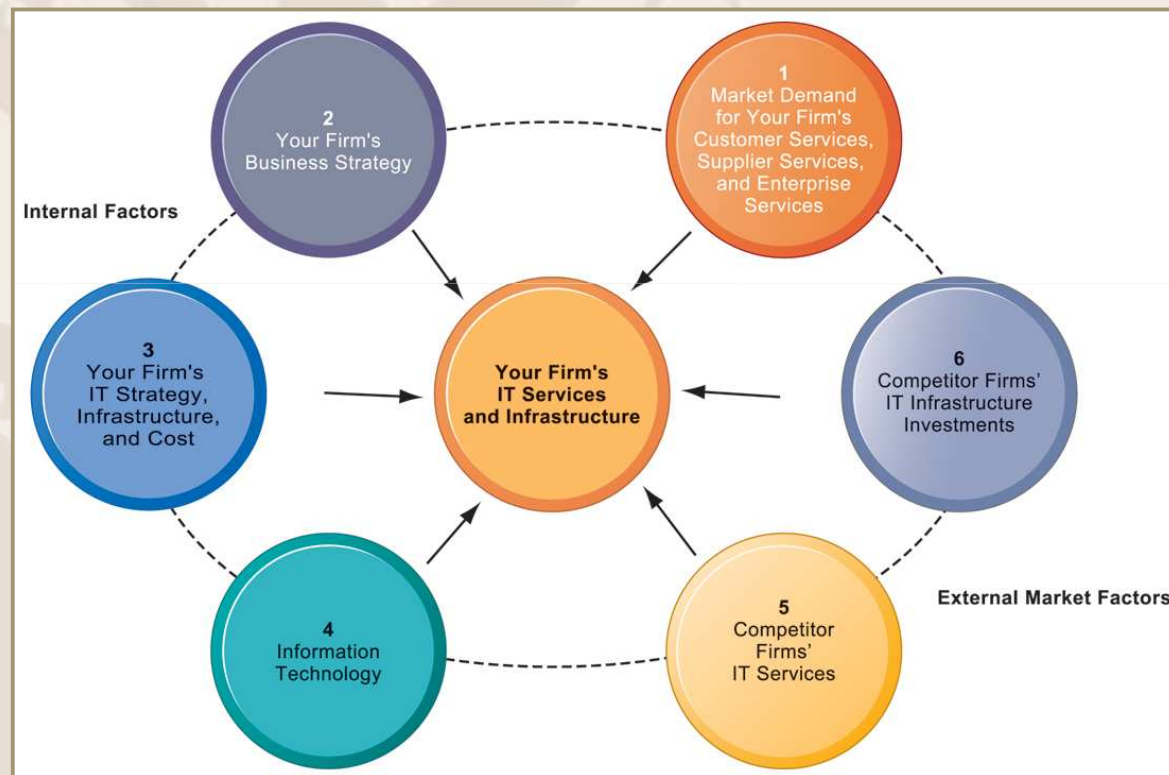 1
Market Demand
for Your Firm's
Customer Services,
Supplier Services,
and Enterprise
Services
2
Your Firm's
Business Strategy
Internal Factors
3
Your Firm's
IT Strategy,
Infrastructure,
and Cost
Your Firm's
IT Services
and Infrastructure
6
Competitor Firms’
IT Infrastructure
Investments
4
Information
Technology
5
Competitor
Firms’
IT Services
External Market Factors